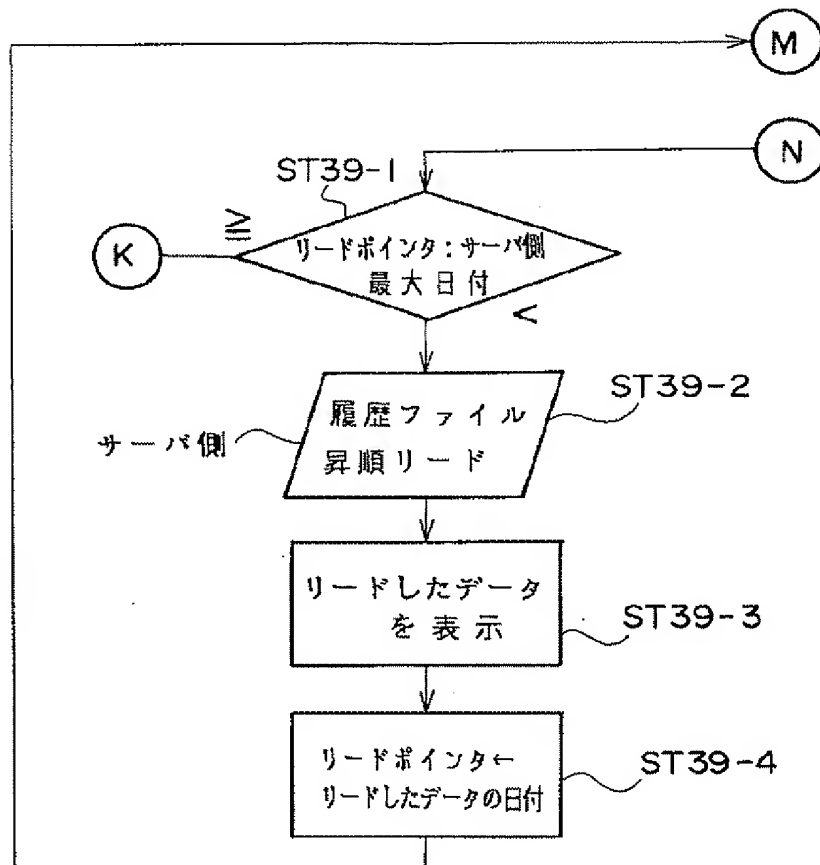 M
N
ST39-1
≧
K
リードポインタ：サーバ側
最大日付
<
ST39-2
履歴ファイル
昇順リード
サーバ側
リードしたデータ
を表示
ST39-3
リードポインタ←
リードしたデータの日付
ST39-4